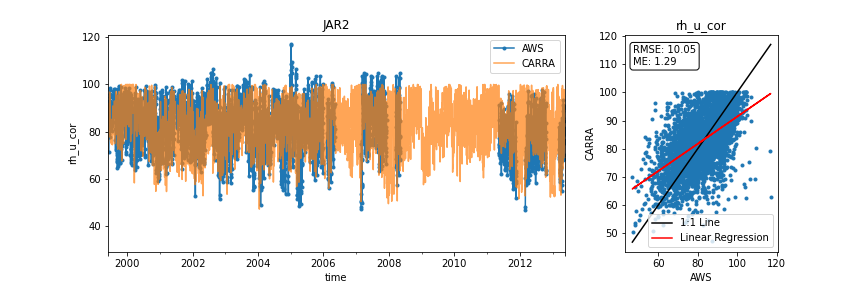 JAR2
120
100
80
60
40
rh_u_cor
2000
2002
2004
2006
2008
2010
2012
time
AWS
CARRA
rh_u_cor
RMSE: 10.05
ME: 1.29
120
110
100
90
80
70
60
50
CARRA
60
80
100
120
AWS
1:1 Line
Linear Regression